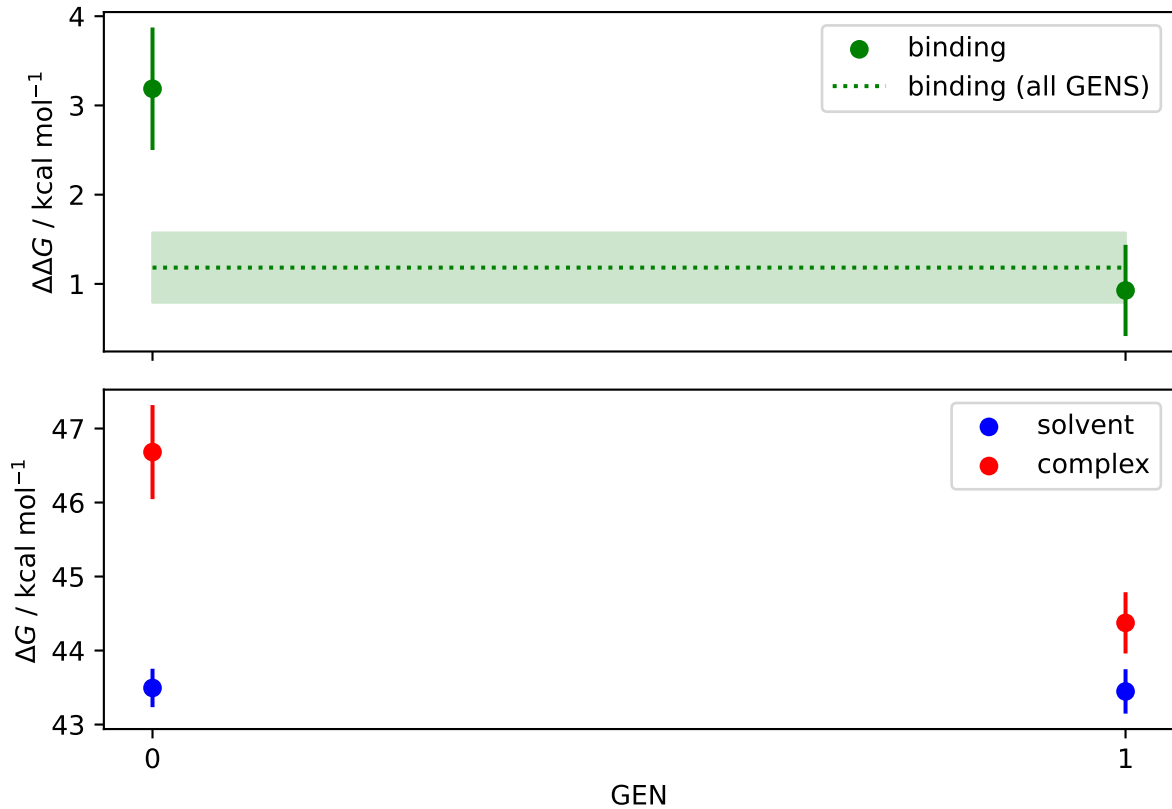 4
3
2
1
ΔΔG / kcal mol⁻¹
binding
binding (all GENS)
47
46
45
44
43
ΔG / kcal mol⁻¹
solvent
complex
0
1
GEN